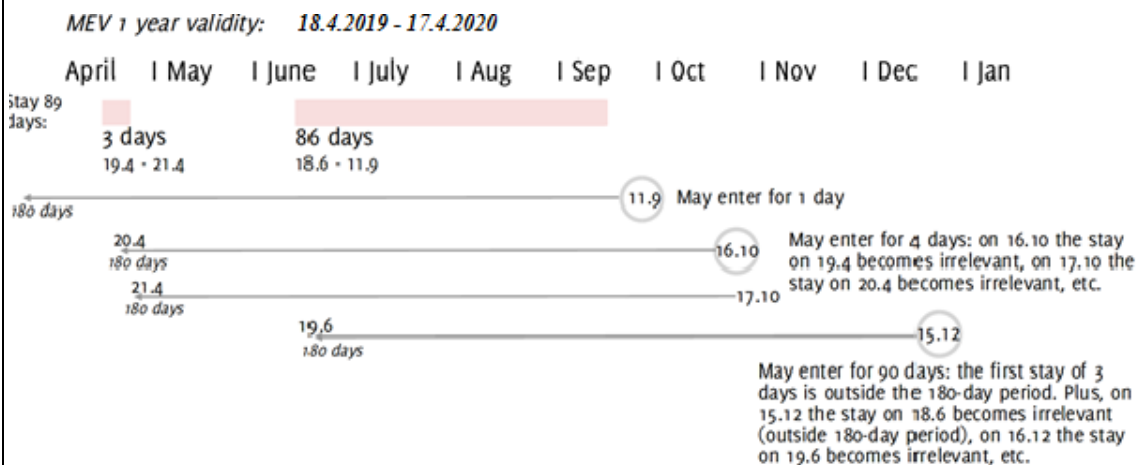 MEV 1 year validity: 18.4.2019 - 17.4.2020
April | May | June | July | Aug | Sep | Oct | Nov | Dec | Jan
Stay 89
days:
3 days
19.4 - 21.4
86 days
18.6 - 11.9
180 days
11.9
May enter for 1 day
20.4
180 days
16.10
21.4
180 days
17.10
May enter for 4 days: on 16.10 the stay
on 19.4 becomes irrelevant, on 17.10 the
stay on 20.4 becomes irrelevant, etc.
19.6
180 days
15.12
May enter for 90 days: the first stay of 3
days is outside the 180-day period. Plus, on
15.12 the stay on 18.6 becomes irrelevant
(outside 180-day period), on 16.12 the stay
on 19.6 becomes irrelevant, etc.